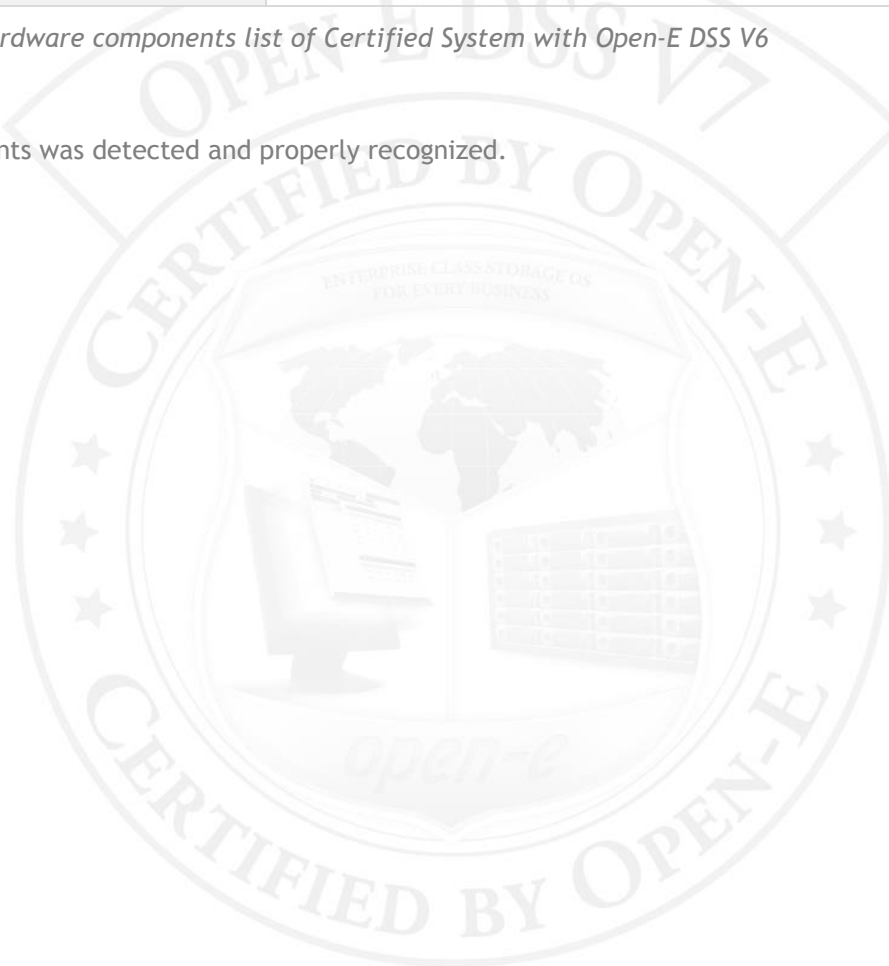 rdware components list of Certified System with Open-E DSS V6
OPEN-E DSS V7
nts was detected and properly recognized.
CERTIFIED BY OPEN-E
ENTERPRISE CLASS STORAGE OS
FOR EVERY BUSINESS
open-e
CERTIFIED BY OPEN-E